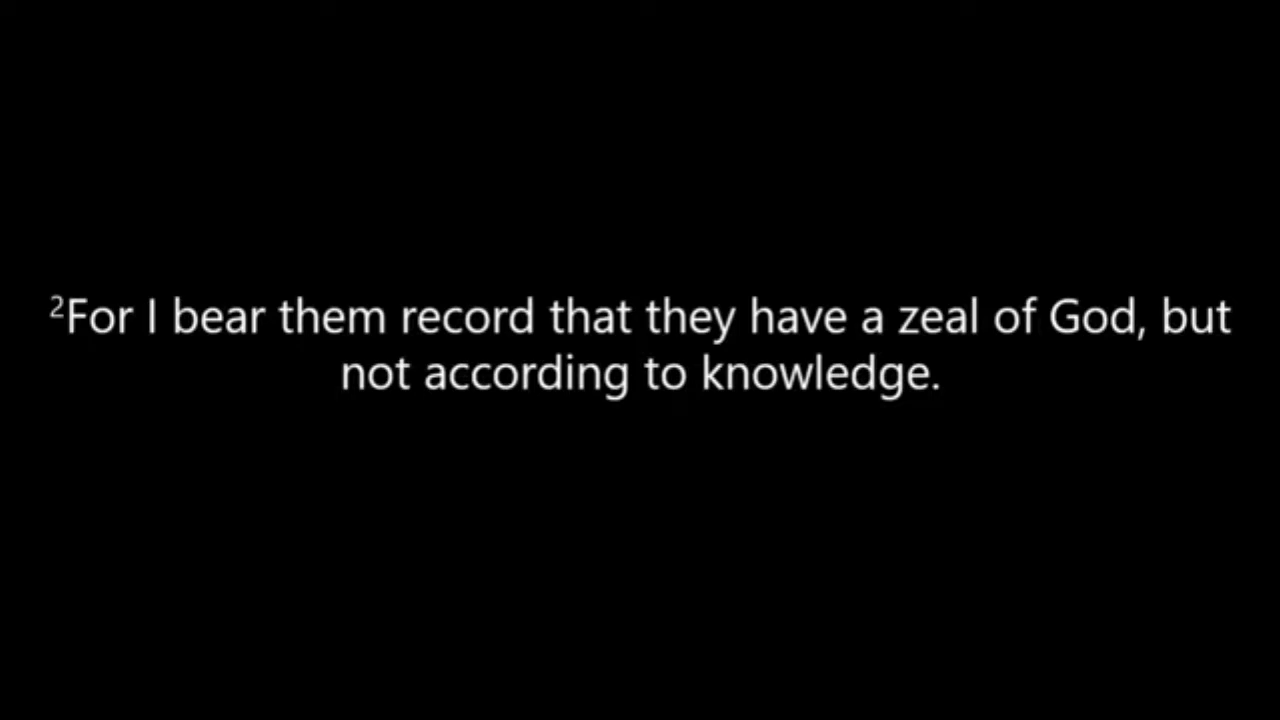 ²For I bear them record that they have a zeal of God, but
not according to knowledge.